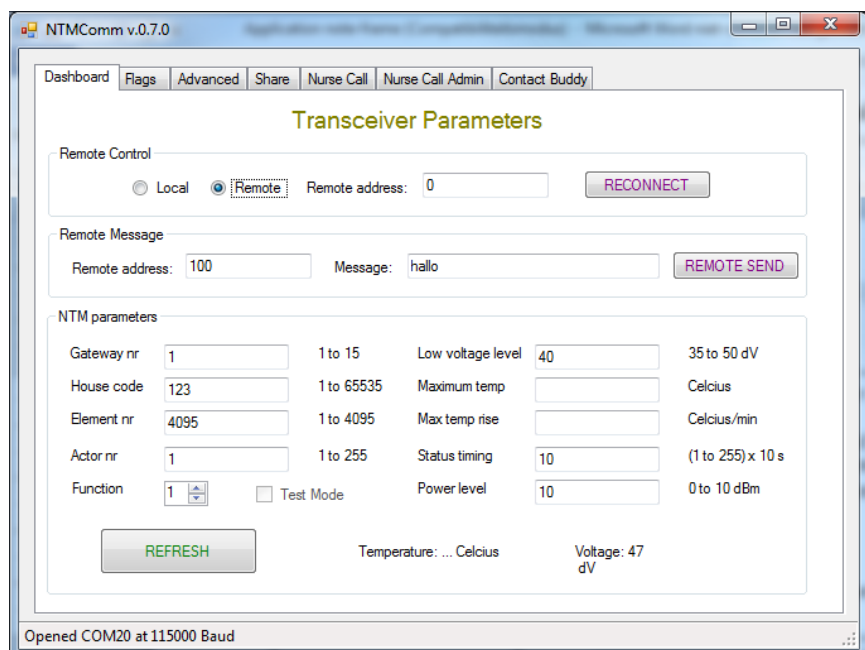 NTMComm v.0.7.0
Dashboard Flags Advanced Share Nurse Call Nurse Call Admin Contact Buddy
Transceiver Parameters
Remote Control
Local Remote Remote address: 0 RECONNECT
Remote Message
Remote address: 100 Message: hallo REMOTE SEND
NTM parameters
Gateway nr 1 1 to 15 Low voltage level 40 35 to 50 dV
House code 123 1 to 65535 Maximum temp Celcius
Element nr 4095 1 to 4095 Max temp rise Celcius/min
Actor nr 1 1 to 255 Status timing 10 (1 to 255) x 10 s
Function 1 Test Mode Power level 10 0 to 10 dBm
REFRESH Temperature: ... Celcius Voltage: 47
dV
Opened COM20 at 115000 Baud